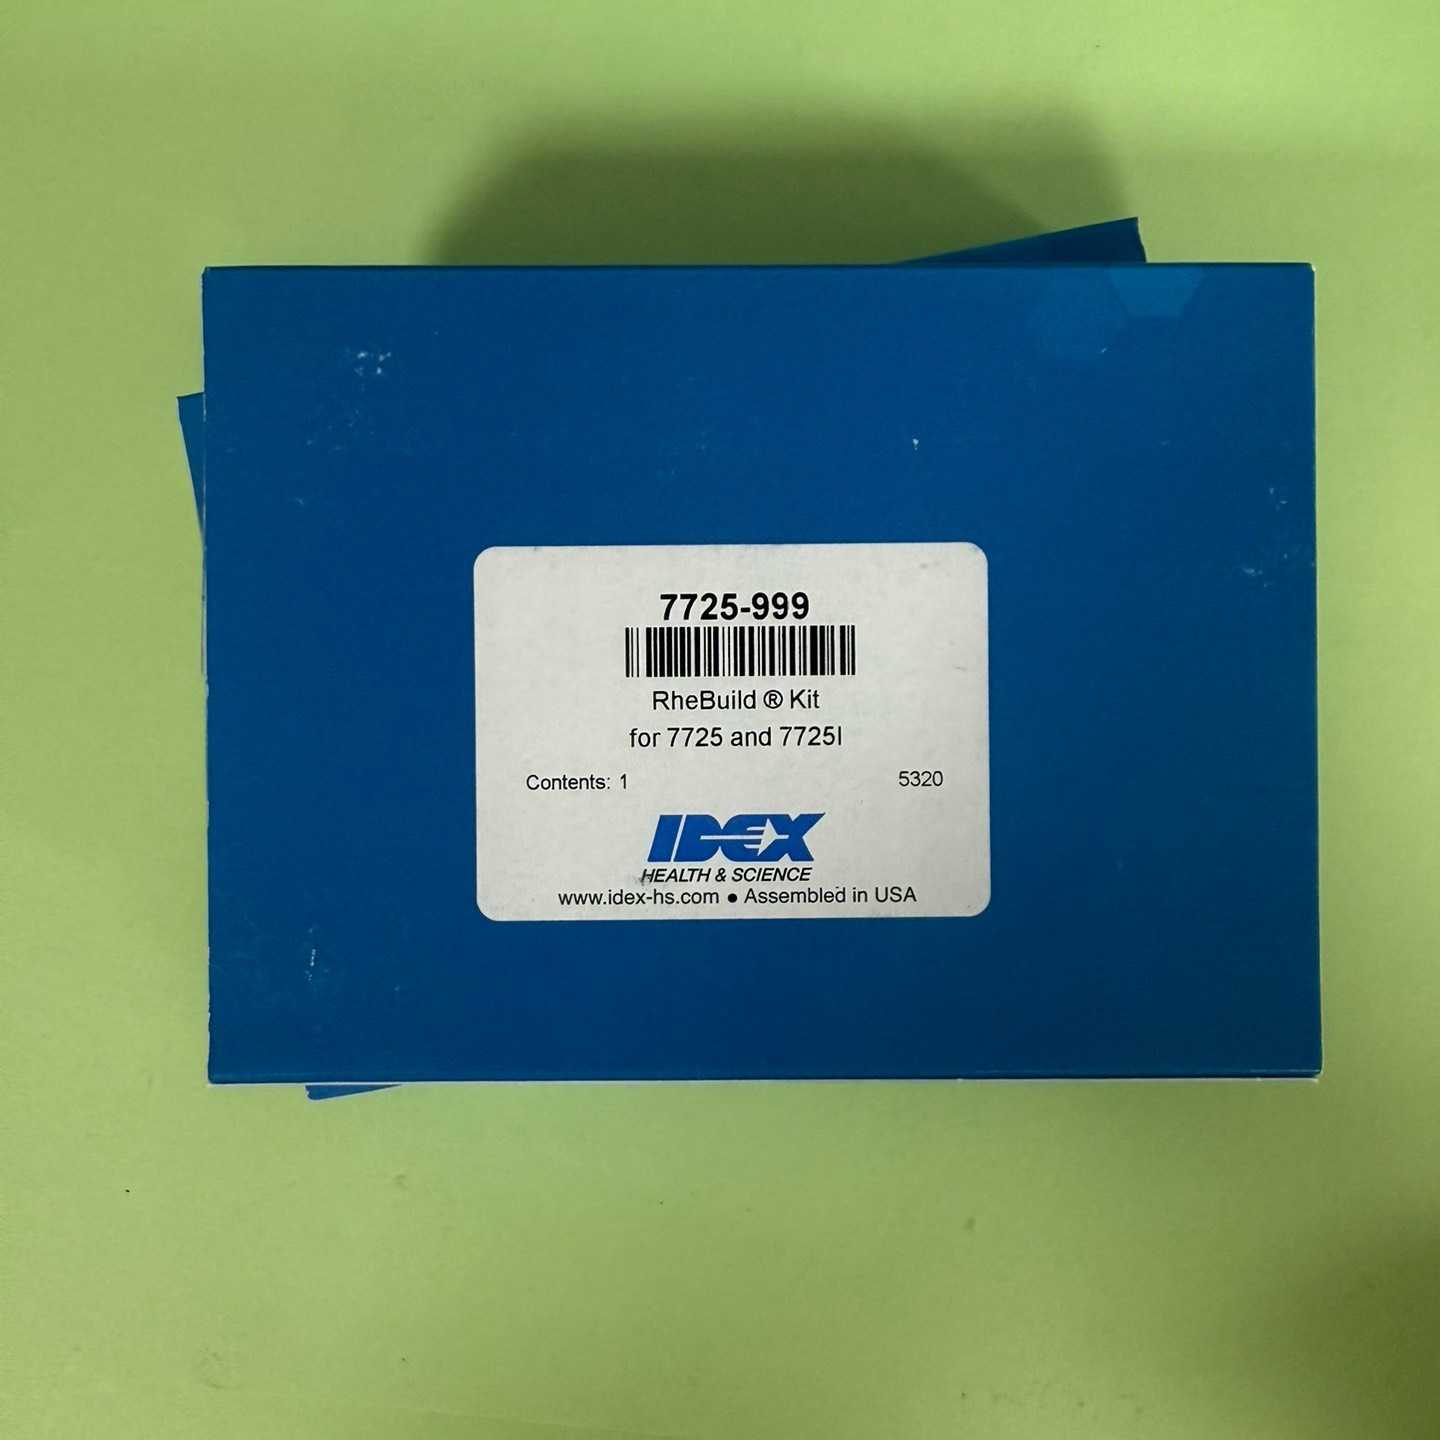 7725-999
RheBuild ® Kit
for 7725 and 7725I
Contents: 1 5320
IDEX
HEALTH & SCIENCE
www.idex-hs.com ● Assembled in USA